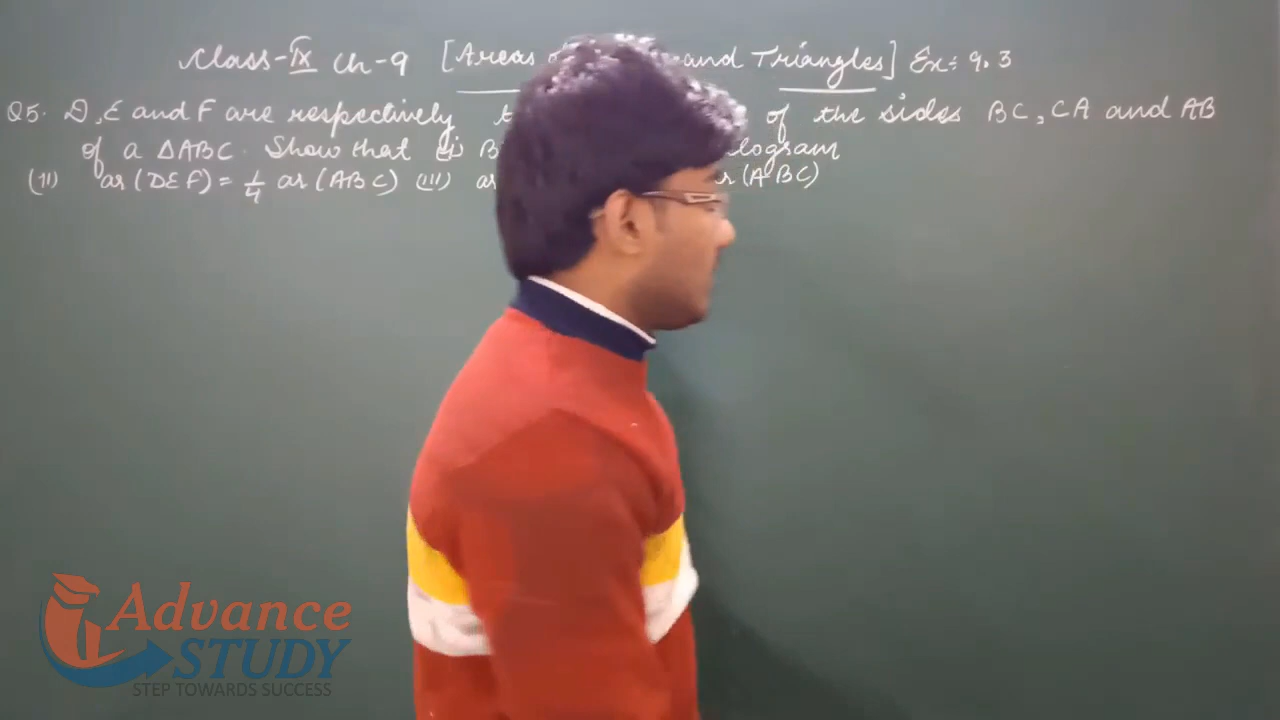 Class-IX Ch-9 [Areas and Triangles] Ex: 9.3
Q5. D, E and F are respectively of the sides BC, CA and AB
of a ΔABC. Show that (i) B
(II) ar(DEF) = 1/4 ar(ABC) (III) ar (ABC)
Advance
STUDY
STEP TOWARDS SUCCESS